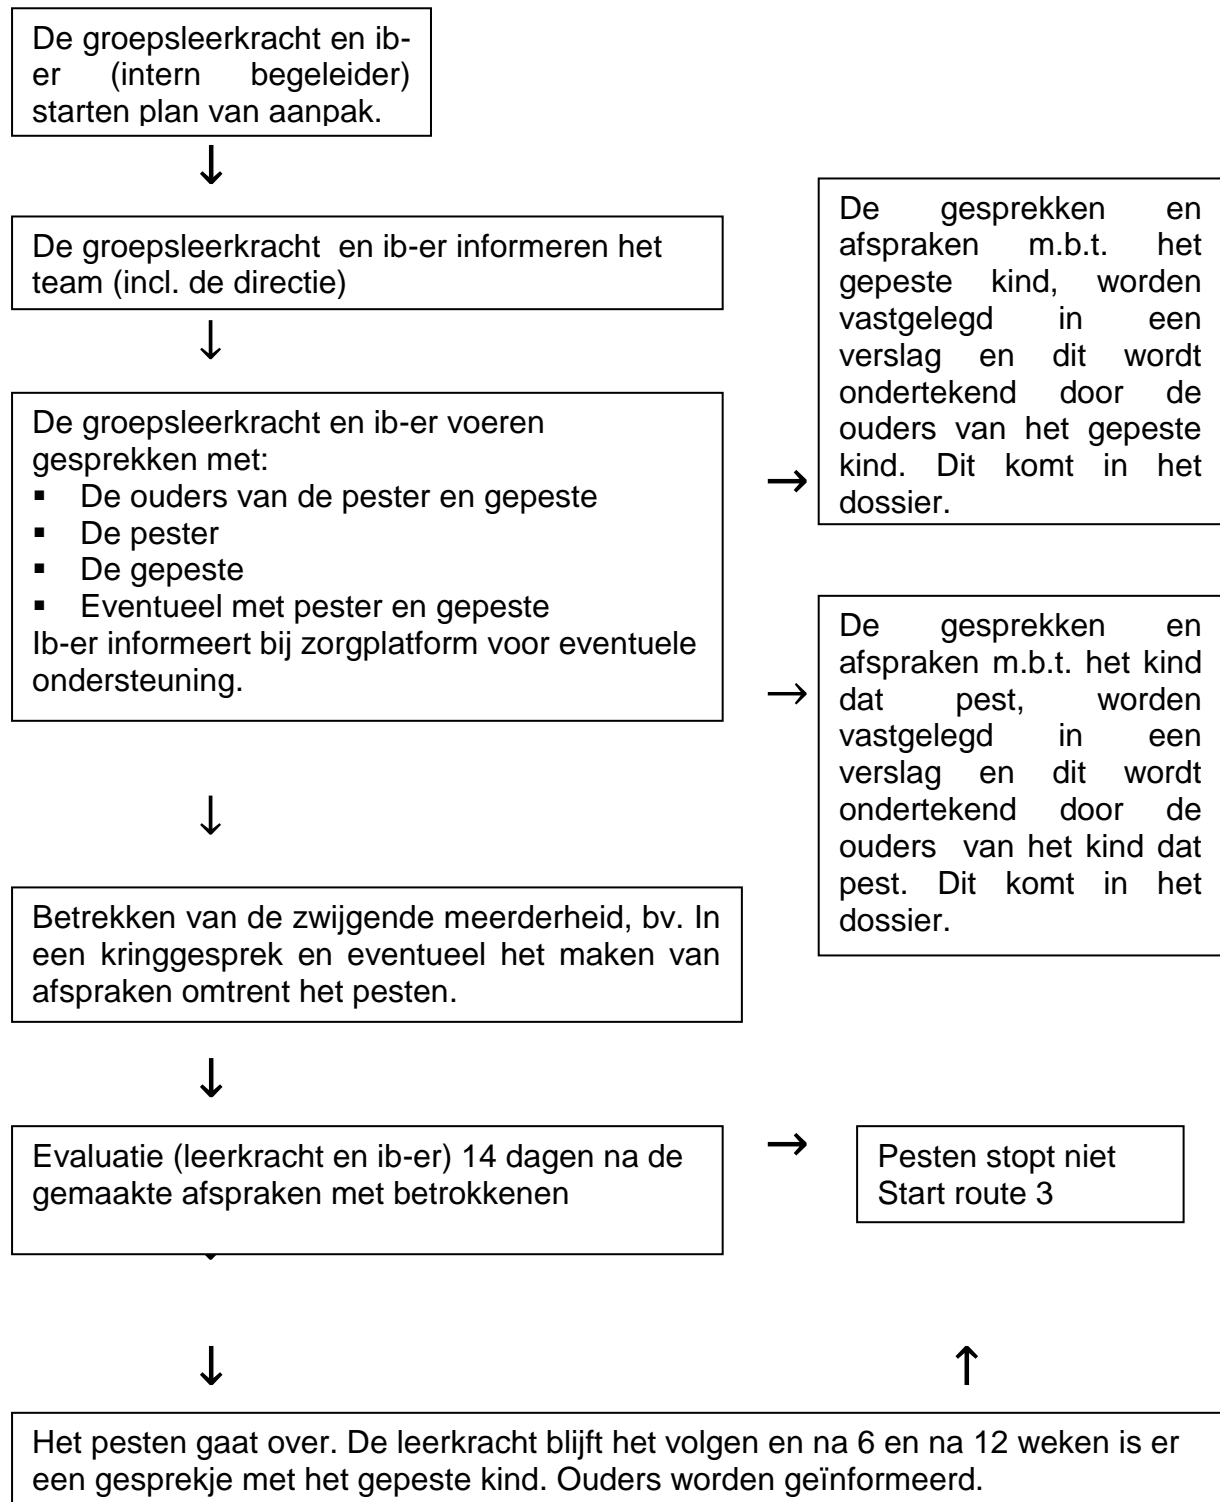 De groepsleerkracht en ib-
er (intern begeleider)
starten plan van aanpak.
↓
De groepsleerkracht en ib-er informeren het
team (incl. de directie)
↓
De groepsleerkracht en ib-er voeren
gesprekken met:
▪ De ouders van de pester en gepeste
▪ De pester
▪ De gepeste
▪ Eventueel met pester en gepeste
Ib-er informeert bij zorgplatform voor eventuele
ondersteuning.
→
De gesprekken en
afspraken m.b.t. het
gepeste kind, worden
vastgelegd in een
verslag en dit wordt
ondertekend door de
ouders van het gepeste
kind. Dit komt in het
dossier.
→
De gesprekken en
afspraken m.b.t. het kind
dat pest, worden
vastgelegd in een
verslag en dit wordt
ondertekend door de
ouders van het kind dat
pest. Dit komt in het
dossier.
↓
Betrekken van de zwijgende meerderheid, bv. In
een kringgesprek en eventueel het maken van
afspraken omtrent het pesten.
↓
Evaluatie (leerkracht en ib-er) 14 dagen na de
gemaakte afspraken met betrokkenen
→
Pesten stopt niet
Start route 3
↓
↑
Het pesten gaat over. De leerkracht blijft het volgen en na 6 en na 12 weken is er
een gesprekje met het gepeste kind. Ouders worden geïnformeerd.